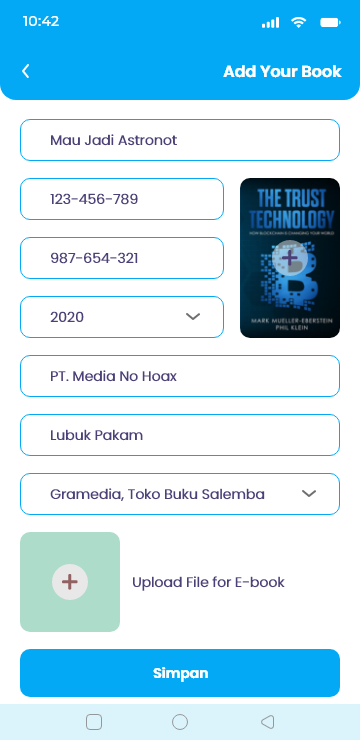 10:42
Add Your Book
Mau Jadi Astronot
123-456-789
THE TRUST
TECHNOLOGY
HOW BLOCKCHAIN IS CHANGING YOUR WORLD
987-654-321
2020
MARK MUELLER-EBERSTEIN
PHIL KLEIN
PT. Media No Hoax
Lubuk Pakam
Gramedia, Toko Buku Salemba
Upload File for E-book
Simpan